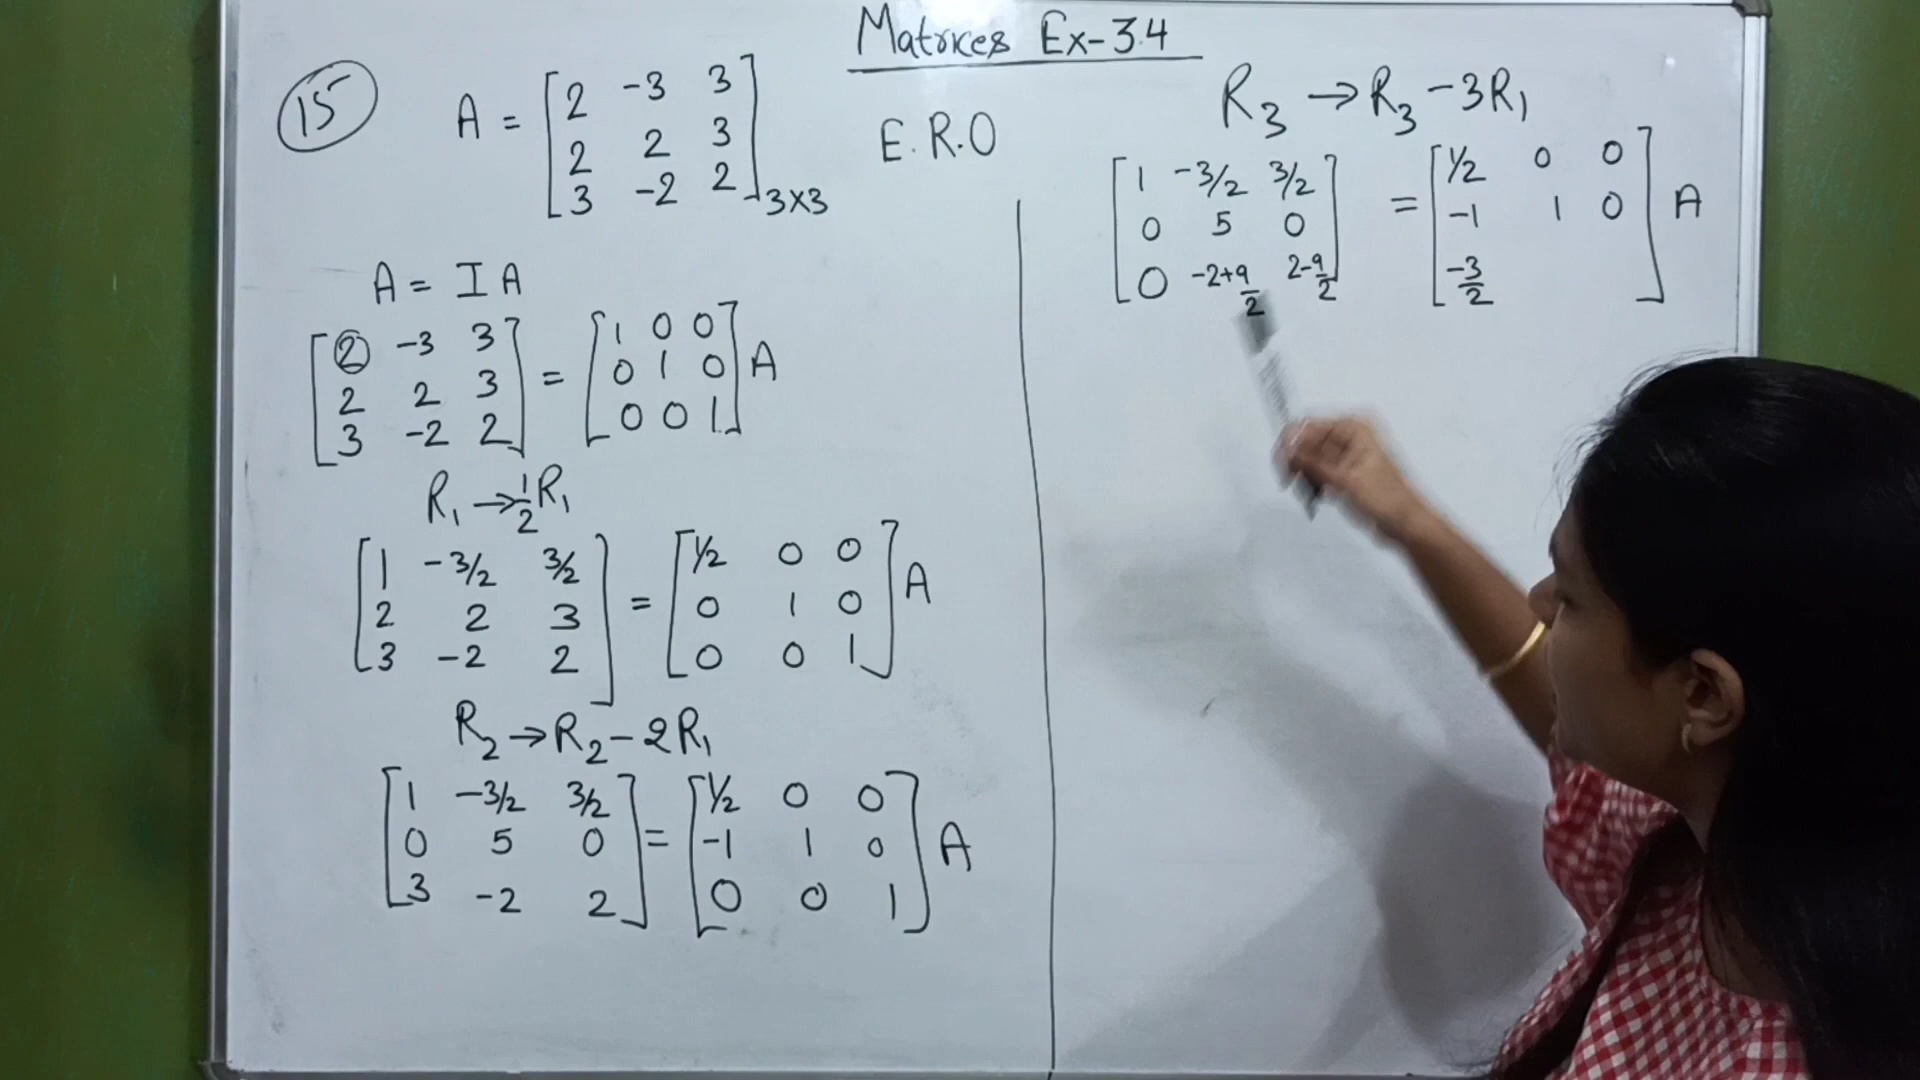 Matrices Ex-3.4
15
A = [2 -3 3
2 2 3
3 -2 2]3×3
E.R.O
A = I A
[2 -3 3
2 2 3
3 -2 2] = [1 0 0
0 1 0
0 0 1] A
R₁ → 1/2 R₁
[1 -3/2 3/2
2 2 3
3 -2 2] = [1/2 0 0
0 1 0
0 0 1] A
R₂ → R₂ - 2R₁
[1 -3/2 3/2
0 5 0
3 -2 2] = [1/2 0 0
-1 1 0
0 0 1] A
R₃ → R₃ - 3R₁
[1 -3/2 3/2
0 5 0
0 -2+9/2 2-9/2] = [1/2 0 0
-1 1 0
-3/2 ] A